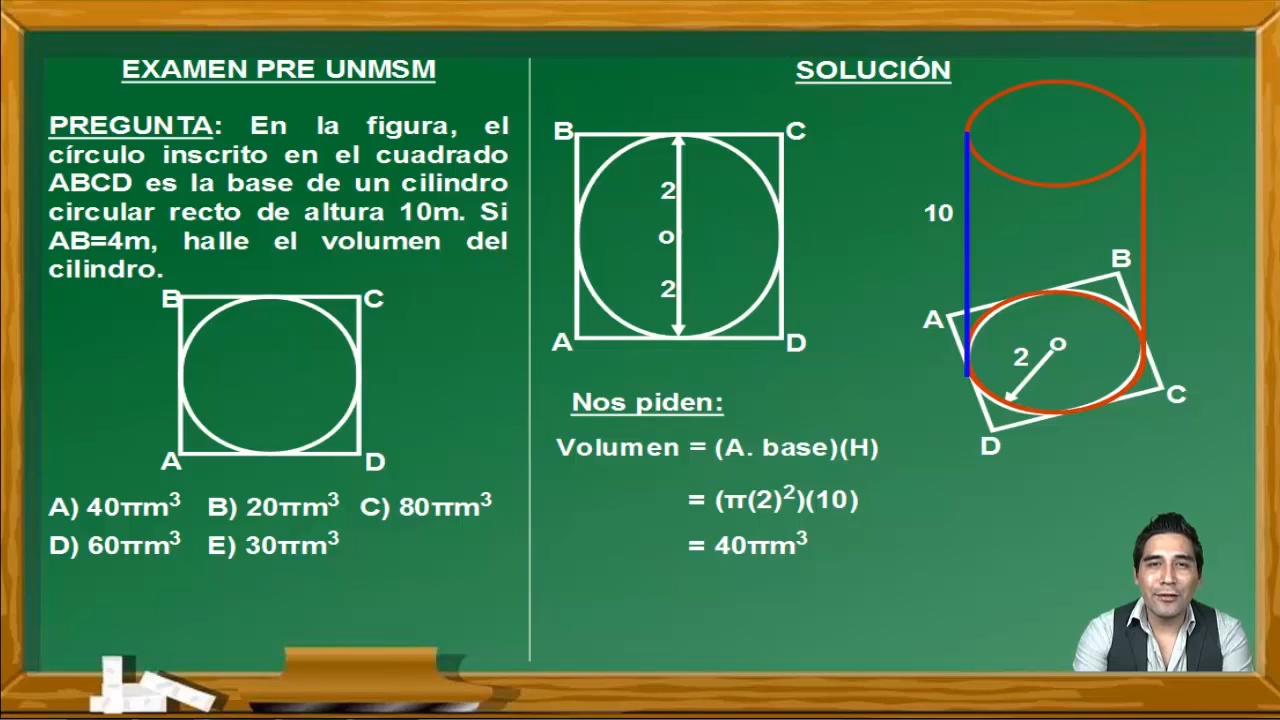 EXAMEN PRE UNMSM
PREGUNTA: En la figura, el
círculo inscrito en el cuadrado
ABCD es la base de un cilindro
circular recto de altura 10m. Si
AB=4m, halle el volumen del
cilindro.
B
C
A
D
A) 40πm³ B) 20πm³ C) 80πm³
D) 60πm³ E) 30πm³
SOLUCIÓN
B
C
2
o
2
A
D
10
B
A
2
o
C
D
Nos piden:
Volumen = (A. base)(H)
= (π(2)²)(10)
= 40πm³